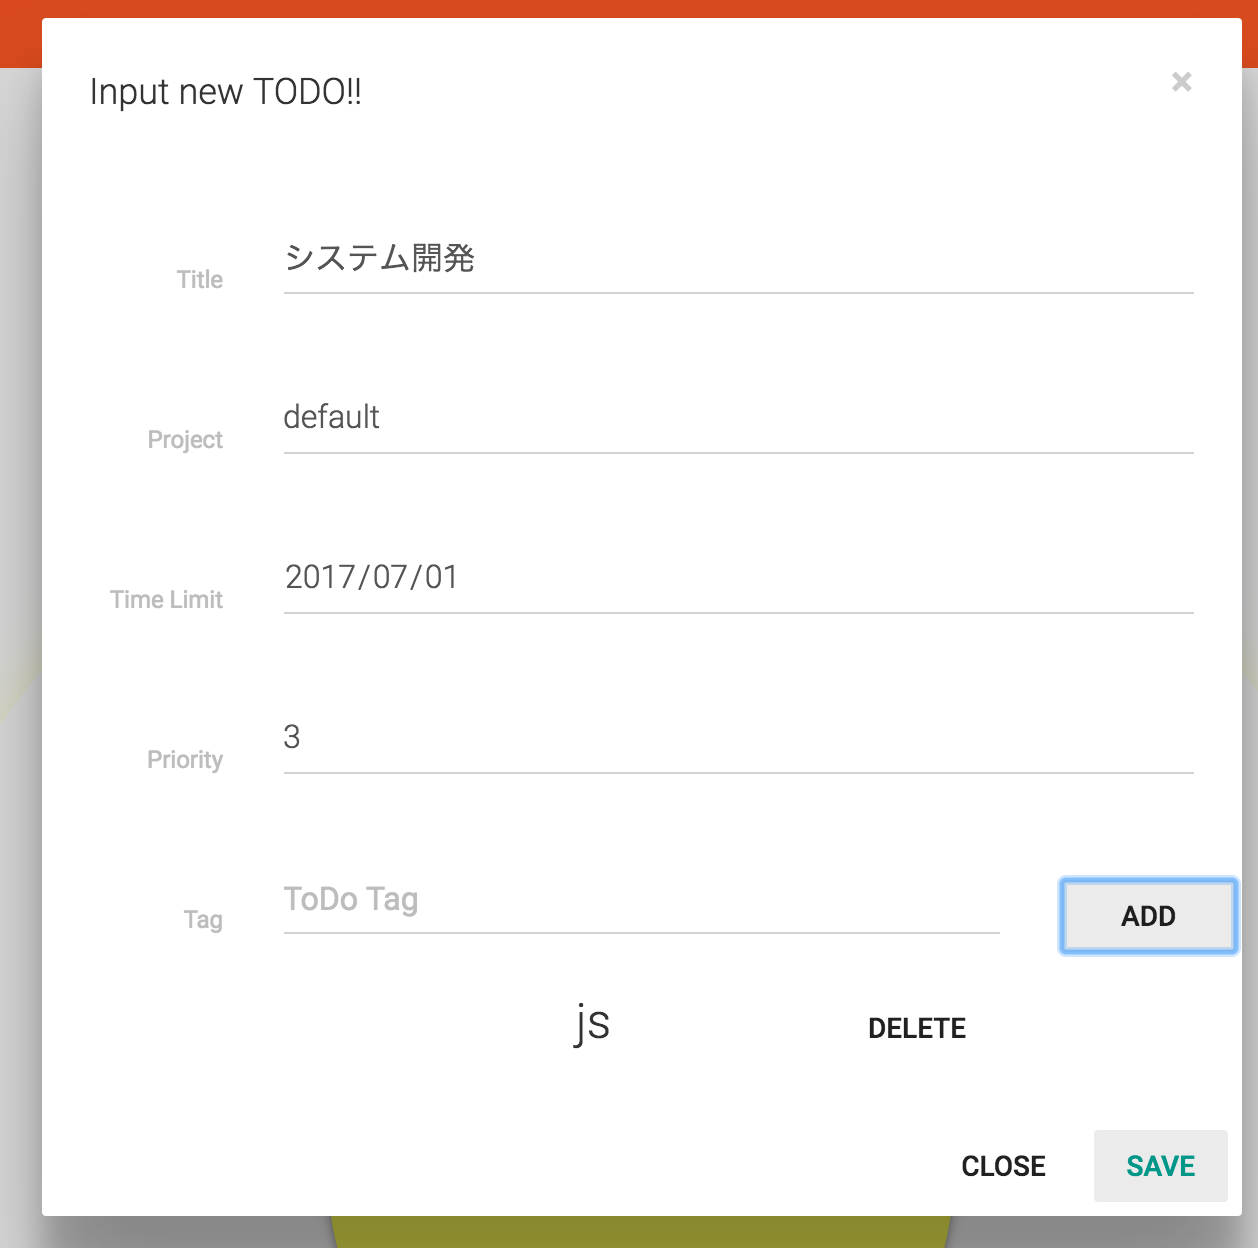 Input new TODO!!
×
Title
システム開発
Project
default
Time Limit
2017/07/01
Priority
3
Tag
ToDo Tag
ADD
js
DELETE
CLOSE
SAVE